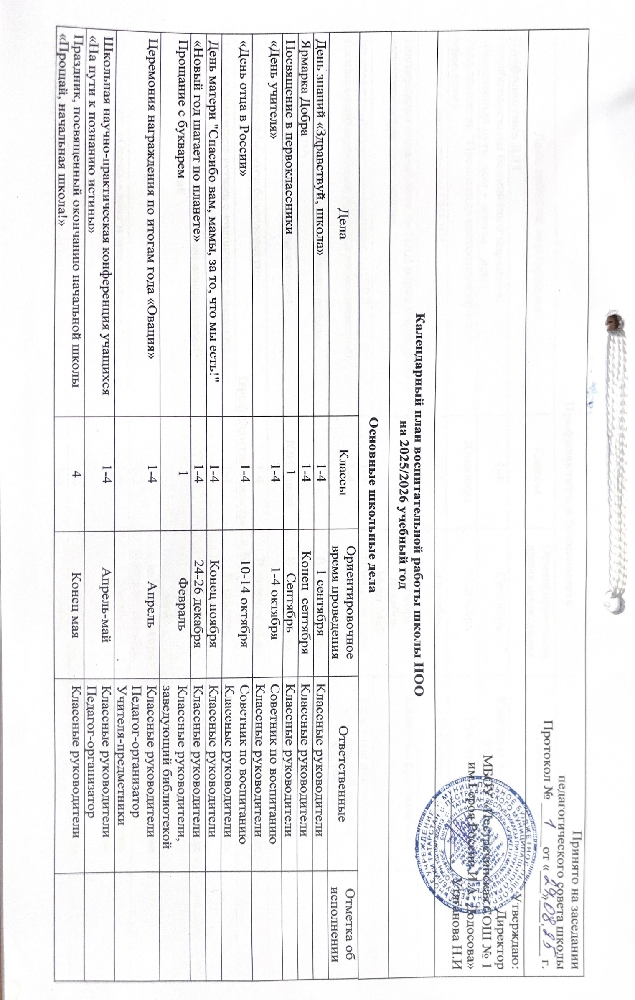 Принято на заседании
педагогического совета школы
Протокол № 1 от «29» 08.25 г.
Утверждаю:
Директор
МБОУ «Пестречинская СОШ № 1
им.Героя России И.А. Додосова»
Н.И
Календарный план воспитательной работы школы НОО
на 2025/2026 учебный год
Основные школьные дела
Дела Классы Ориентировочное время проведения Ответственные Отметка об исполнении
День знаний «Здравствуй, школа» 1-4 1 сентября Классные руководители
Ярмарка Добра 1-4 Конец сентября Классные руководители
Посвящение в первоклассники 1 Сентябрь Классные руководители
«День учителя» 1-4 1-4 октября Советник по воспитанию
Классные руководители
«День отца в России» 1-4 10-14 октября Советник по воспитанию
Классные руководители
День матери "Спасибо вам, мамы, за то, что мы есть!" 1-4 Конец ноября Классные руководители
«Новый год шагает по планете» 1-4 24-26 декабря Классные руководители
Прощание с букварем 1 Февраль Классные руководители,
заведующий библиотекой
Церемония награждения по итогам года «Овация» 1-4 Апрель Классные руководители
Педагог-организатор
Учителя-предметники
Школьная научно-практическая конференция учащихся 1-4 Апрель-май Классные руководители
«На пути к познанию истины» Педагог-организатор
Праздник, посвященный окончанию начальной школы 4 Конец мая Классные руководители
«Прощай, начальная школа!»